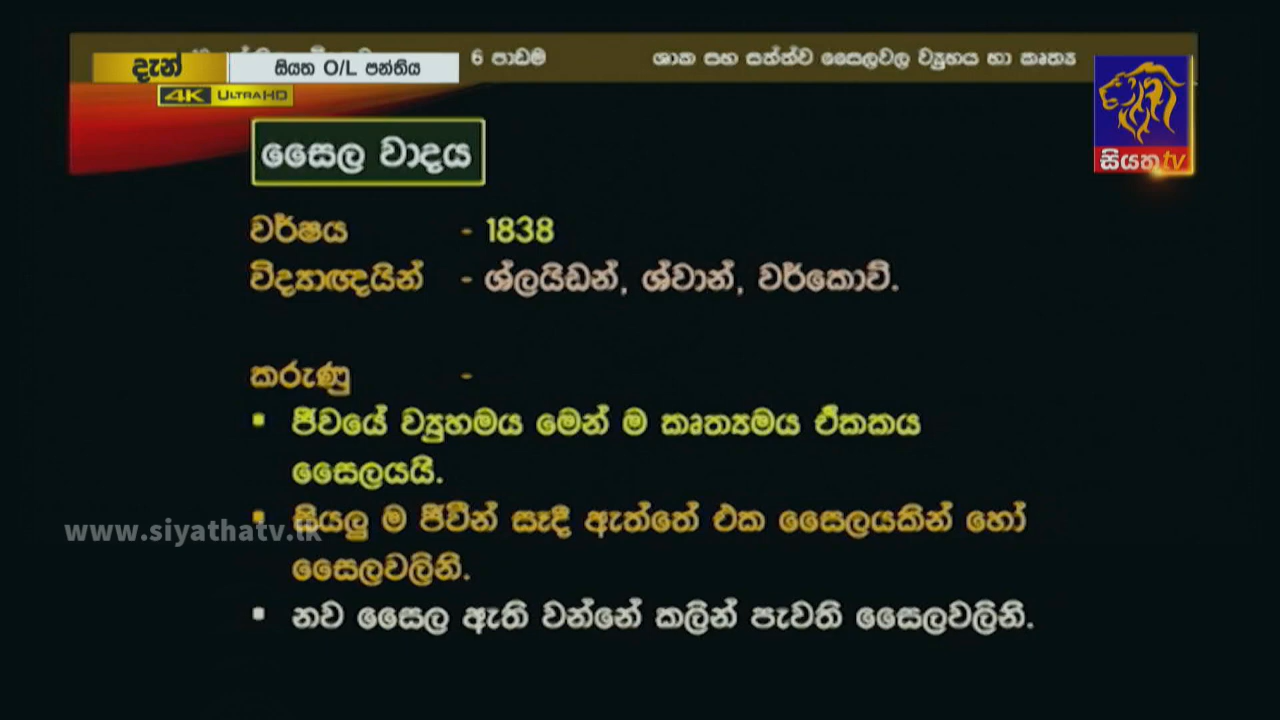 6 පාඩම ශාක සහ සත්ත්ව සෛලවල ව්‍යුහය හා කෘත්‍ය
දැන් සියත O/L පන්තිය
4K ULTRA HD
සියත tv
සෛල වාදය
වර්ෂය - 1838
විද්‍යාඥයින් - ශ්ලයිඩන්, ශ්වාන්, වර්කොව්.
කරුණු -
▪ ජීවයේ ව්‍යුහමය මෙන් ම කෘත්‍යමය ඒකකය
සෛලයයි.
▪ සියලු ම ජීවීන් සෑදී ඇත්තේ එක සෛලයකින් හෝ
www.siyathatv.lk
සෛලවලිනි.
▪ නව සෛල ඇති වන්නේ කලින් පැවති සෛලවලිනි.